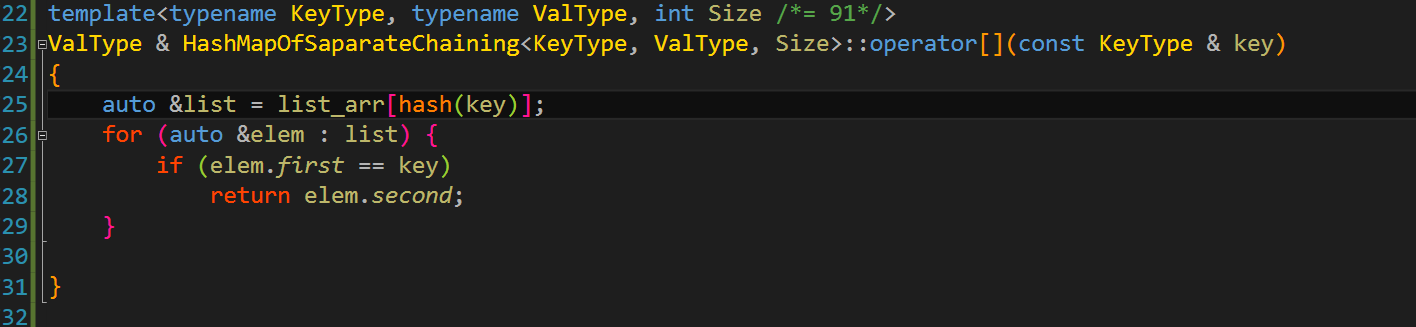 22 template<typename KeyType, typename ValType, int Size /*= 91*/>
23 ValType & HashMapOfSaparateChaining<KeyType, ValType, Size>::operator[](const KeyType & key)
24 {
25     auto &list = list_arr[hash(key)];
26     for (auto &elem : list) {
27         if (elem.first == key)
28             return elem.second;
29     }
30
31 }
32